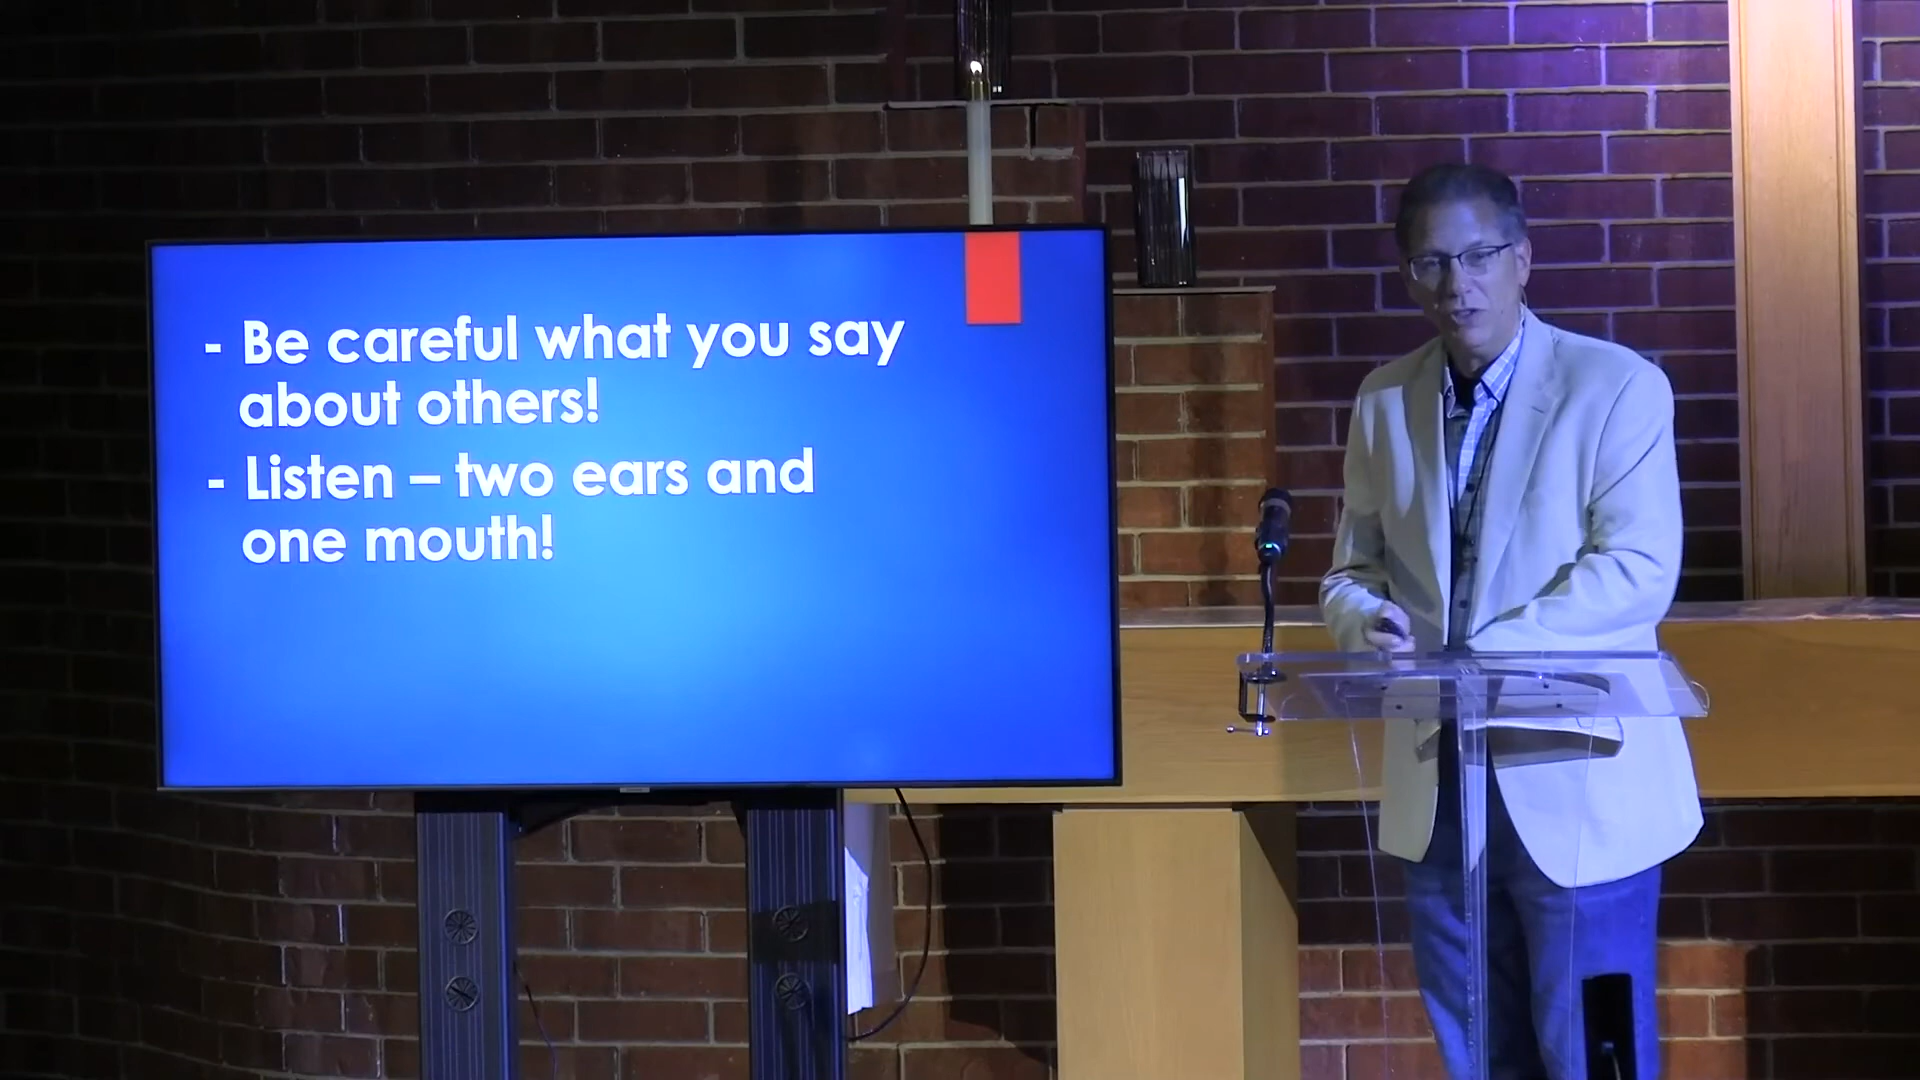 - Be careful what you say
about others!
- Listen – two ears and
one mouth!